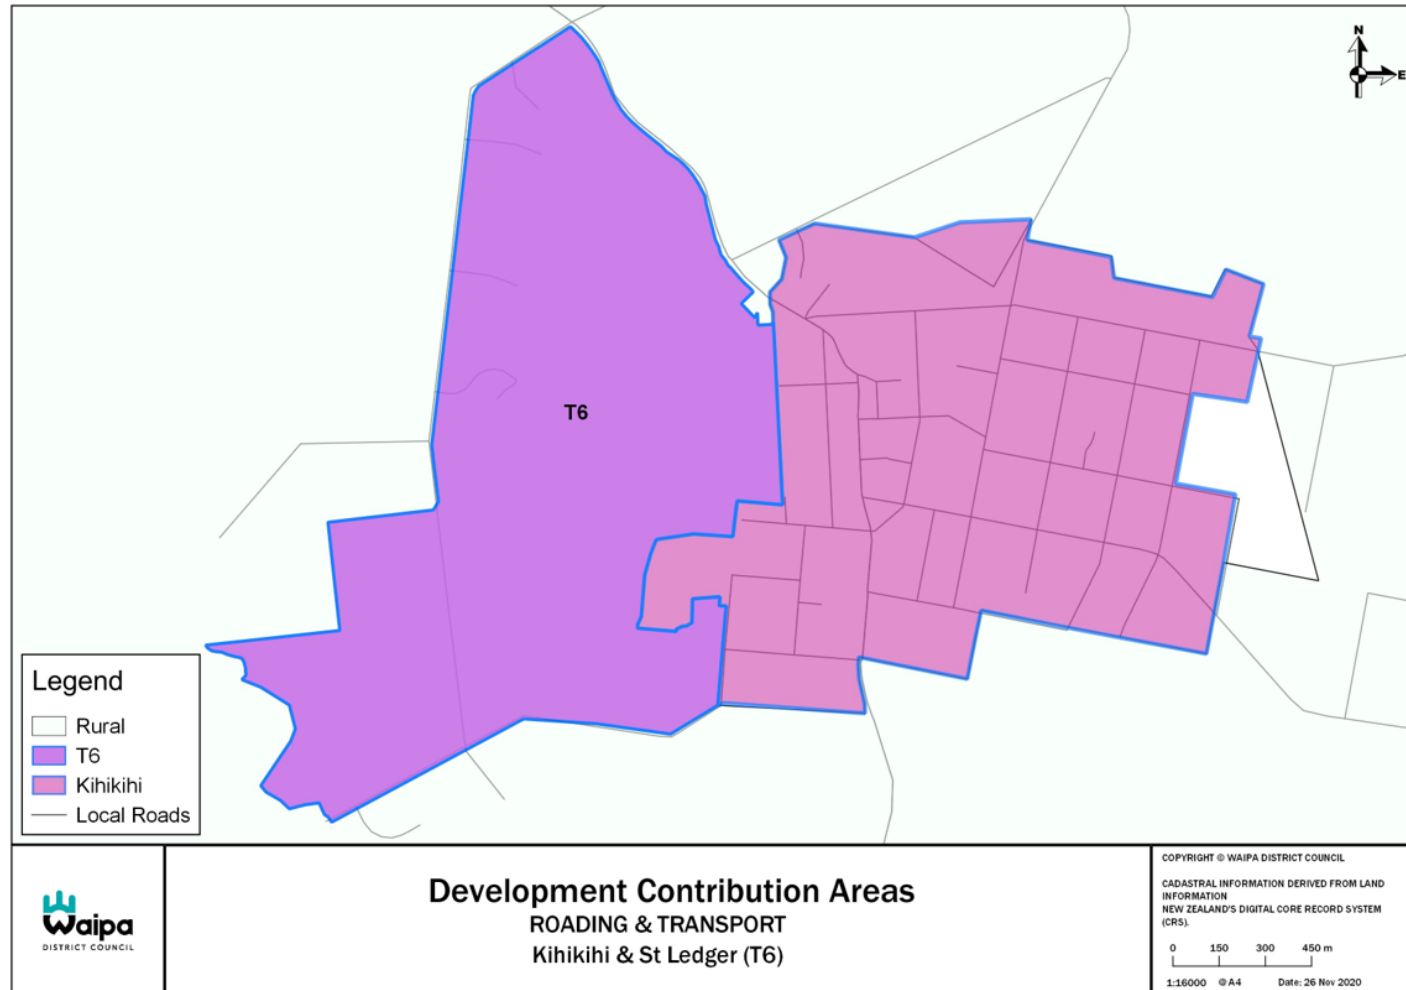 N
E
T6
Legend
Rural
T6
Kihikihi
Local Roads
Waipa
DISTRICT COUNCIL
Development Contribution Areas
ROADING & TRANSPORT
Kihikihi & St Ledger (T6)
COPYRIGHT © WAIPA DISTRICT COUNCIL
CADASTRAL INFORMATION DERIVED FROM LAND
INFORMATION
NEW ZEALAND'S DIGITAL CORE RECORD SYSTEM
(CRS).
0 150 300 450 m
1:16000 @A4 Date: 26 Nov 2020